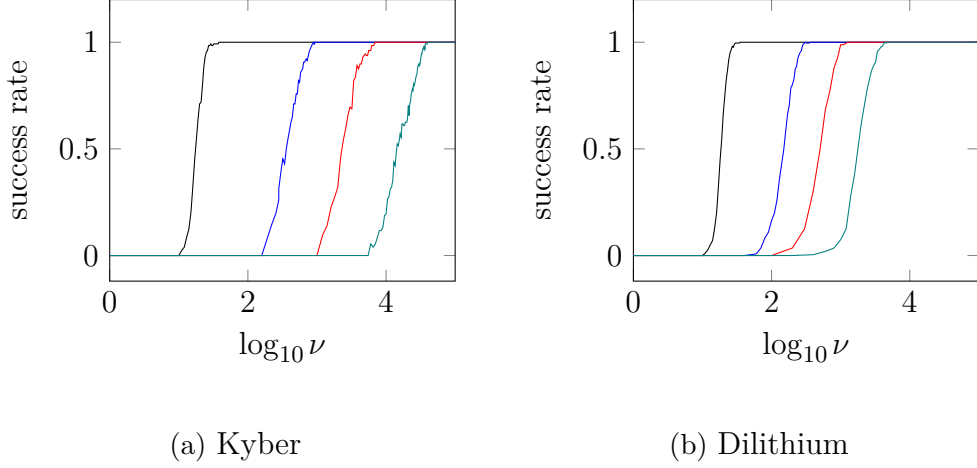 success rate
1
0.5
0
0 2 4
log₁₀ ν
(a) Kyber
success rate
1
0.5
0
0 2 4
log₁₀ ν
(b) Dilithium